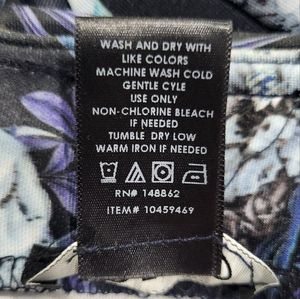 WASH AND DRY WITH
LIKE COLORS
MACHINE WASH COLD
GENTLE CYLE
USE ONLY
NON-CHLORINE BLEACH
IF NEEDED
TUMBLE DRY LOW
WARM IRON IF NEEDED
RN# 148862
ITEM# 10459469